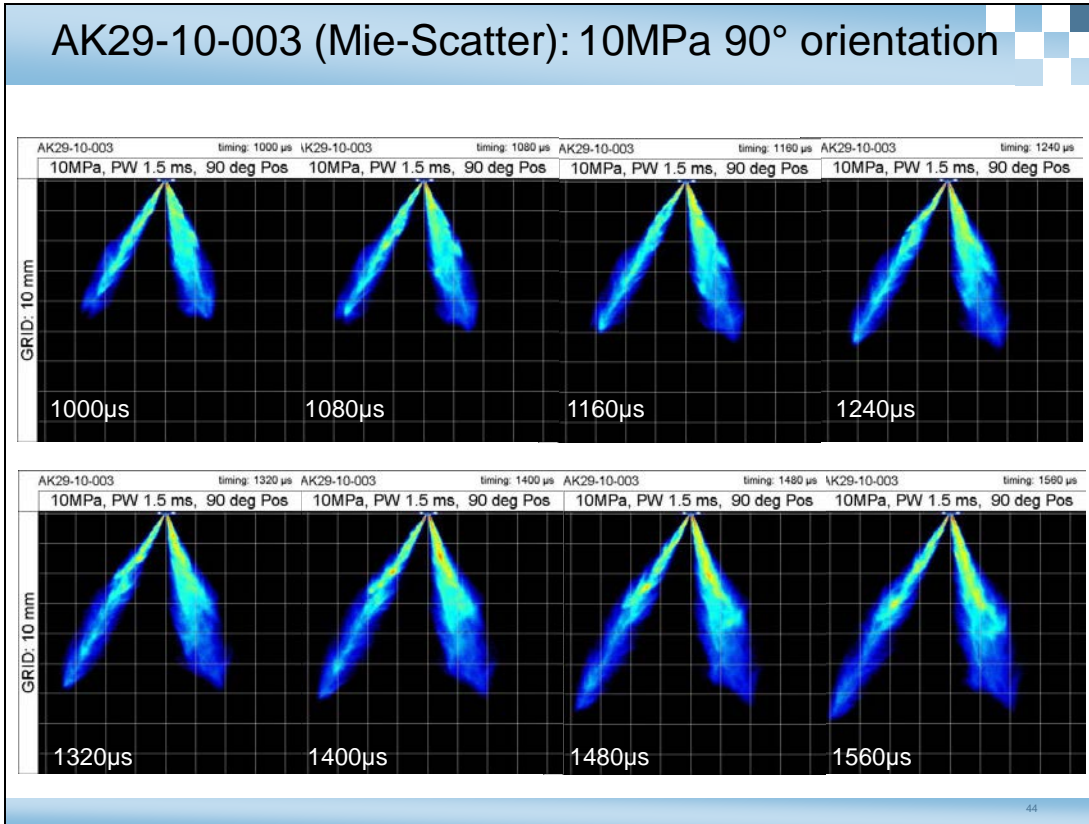 AK29-10-003 (Mie-Scatter): 10MPa 90° orientation
AK29-10-003 timing: 1000 µs \K29-10-003 timing: 1080 µs AK29-10-003 timing: 1160 µs AK29-10-003 timing: 1240 µs
10MPa, PW 1.5 ms, 90 deg Pos 10MPa, PW 1.5 ms, 90 deg Pos 10MPa, PW 1.5 ms, 90 deg Pos 10MPa, PW 1.5 ms, 90 deg Pos
GRID: 10 mm
1000µs 1080µs 1160µs 1240µs
AK29-10-003 timing: 1320 µs AK29-10-003 timing: 1400 µs AK29-10-003 timing: 1480 µs \K29-10-003 timing: 1560 µs
10MPa, PW 1.5 ms, 90 deg Pos 10MPa, PW 1.5 ms, 90 deg Pos 10MPa, PW 1.5 ms, 90 deg Pos 10MPa, PW 1.5 ms, 90 deg Pos
GRID: 10 mm
1320µs 1400µs 1480µs 1560µs
44